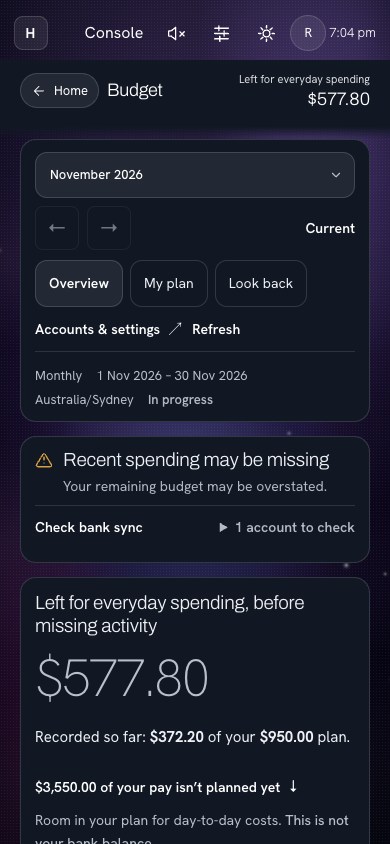 H Console R 7:04 pm
← Home Budget Left for everyday spending
$577.80
November 2026
← → Current
Overview My plan Look back
Accounts & settings ↗ Refresh
Monthly 1 Nov 2026 – 30 Nov 2026
Australia/Sydney In progress
Recent spending may be missing
Your remaining budget may be overstated.
Check bank sync ▶ 1 account to check
Left for everyday spending, before
missing activity
$577.80
Recorded so far: $372.20 of your $950.00 plan.
$3,550.00 of your pay isn’t planned yet ↓
Room in your plan for day-to-day costs. This is not
your bank balance.